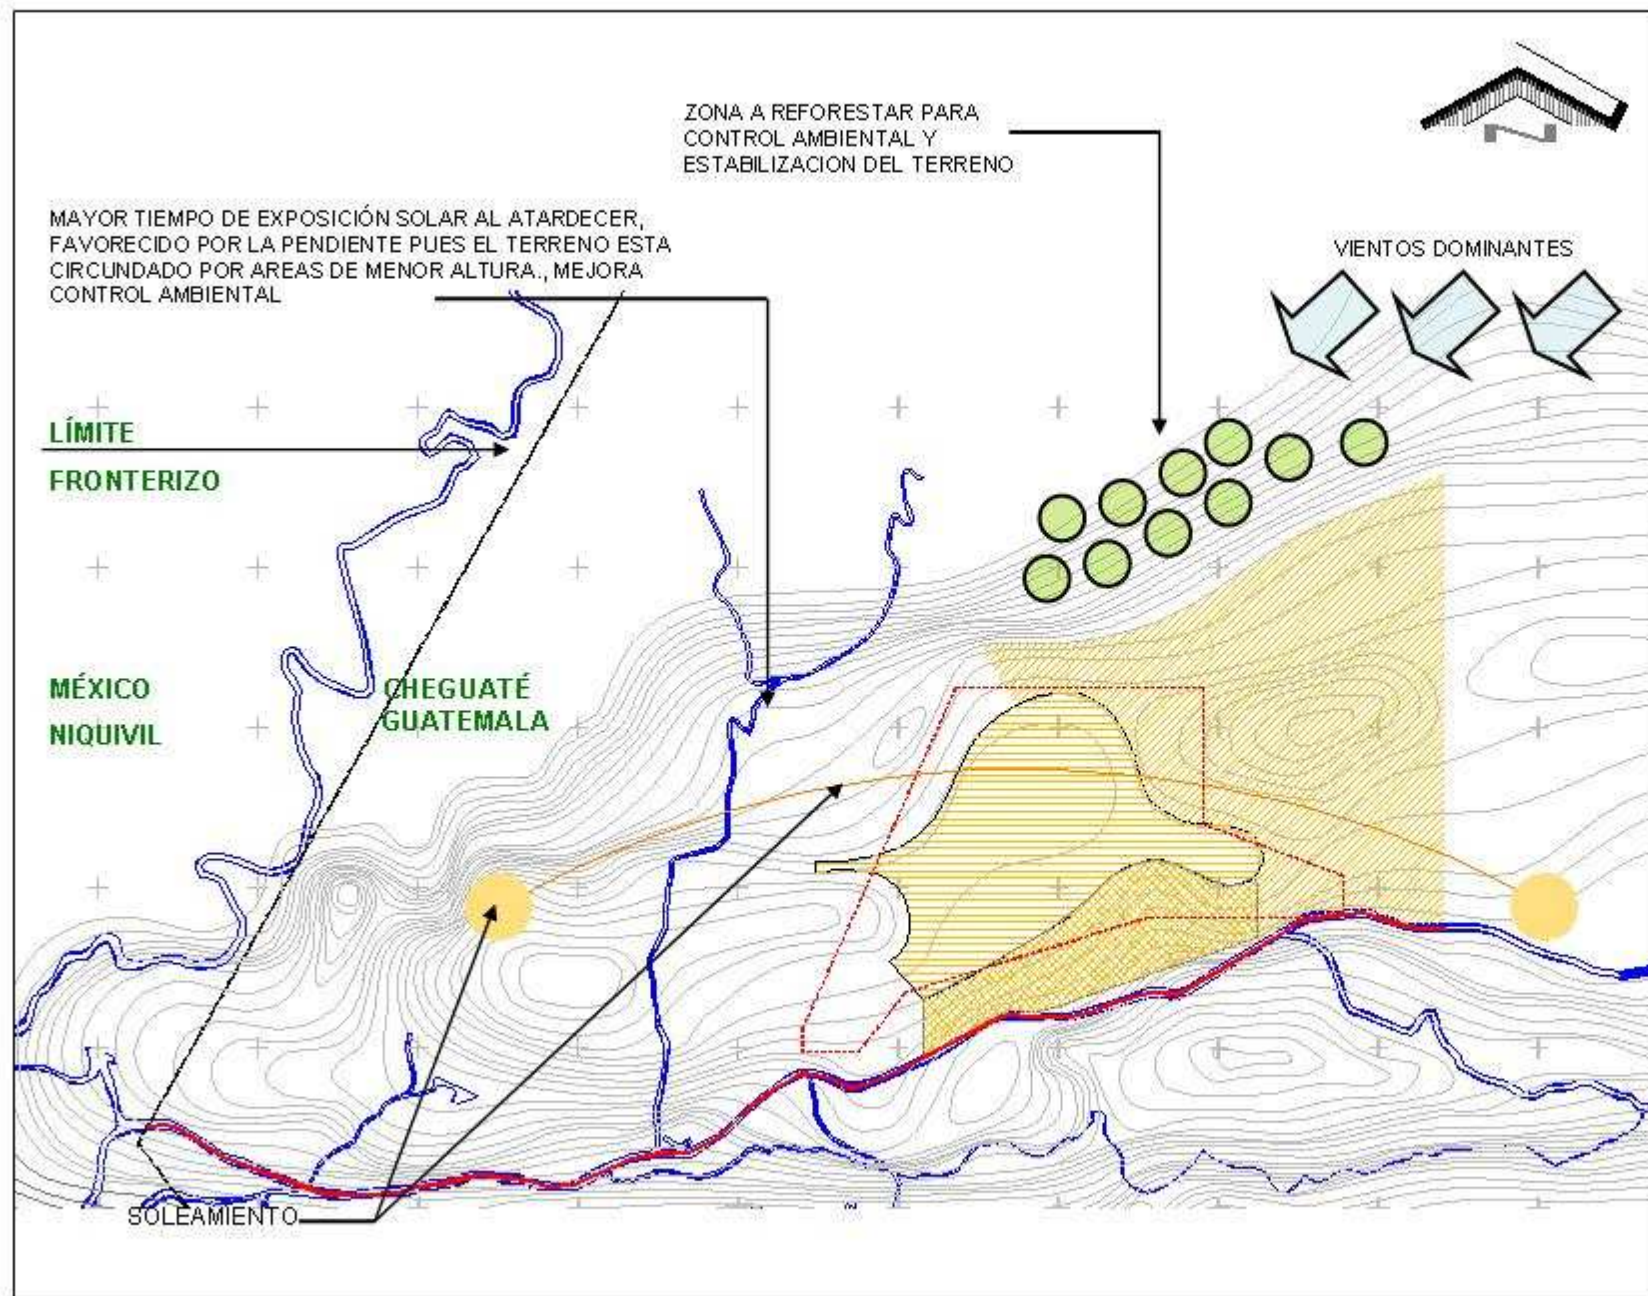 ZONA A REFORESTAR PARA
CONTROL AMBIENTAL Y
ESTABILIZACION DEL TERRENO
MAYOR TIEMPO DE EXPOSICIÓN SOLAR AL ATARDECER,
FAVORECIDO POR LA PENDIENTE PUES EL TERRENO ESTA
CIRCUNDADO POR AREAS DE MENOR ALTURA., MEJORA
CONTROL AMBIENTAL
VIENTOS DOMINANTES
LÍMITE
FRONTERIZO
MÉXICO
NIQUIVIL
CHEGUATÉ
GUATEMALA
SOLEAMIENTO
N